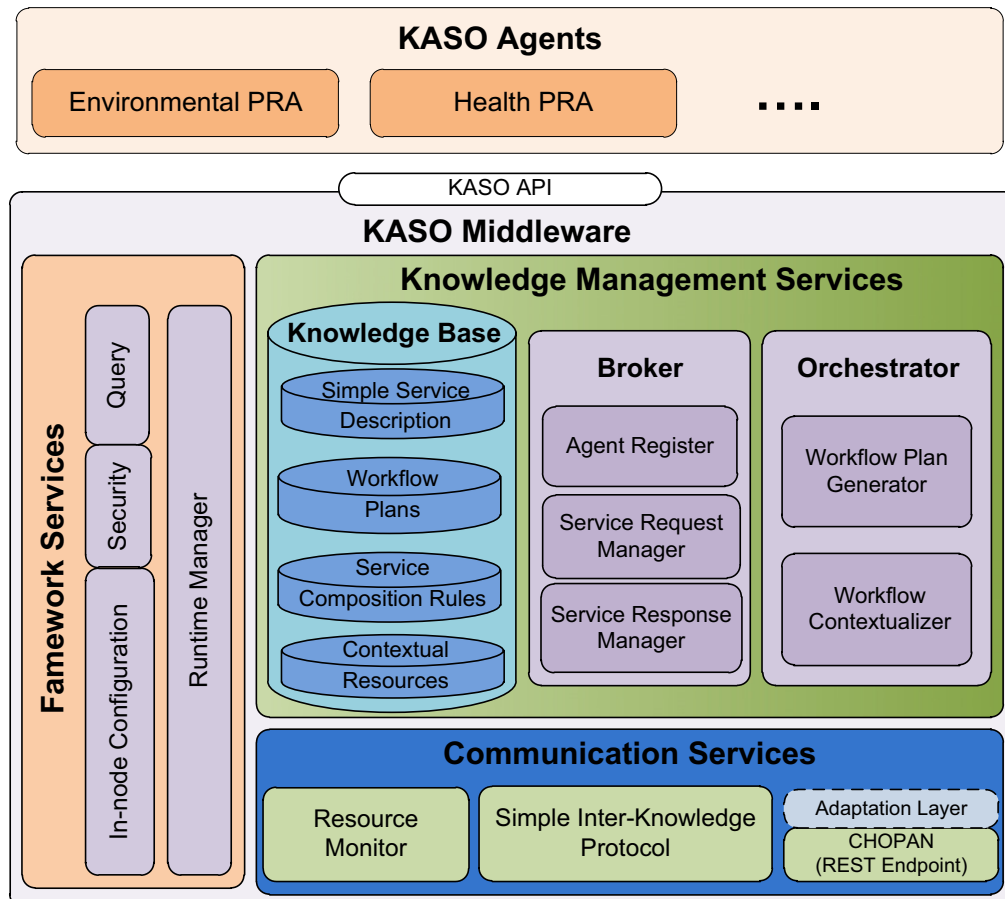 KASO Agents
Environmental PRA
Health PRA
....
KASO API
KASO Middleware
Famework Services
Query
Security
In-node Configuration
Runtime Manager
Knowledge Management Services
Knowledge Base
Simple Service
Description
Workflow
Plans
Service
Composition Rules
Contextual
Resources
Broker
Agent Register
Service Request
Manager
Service Response
Manager
Orchestrator
Workflow Plan
Generator
Workflow
Contextualizer
Communication Services
Resource
Monitor
Simple Inter-Knowledge
Protocol
Adaptation Layer
CHOPAN
(REST Endpoint)